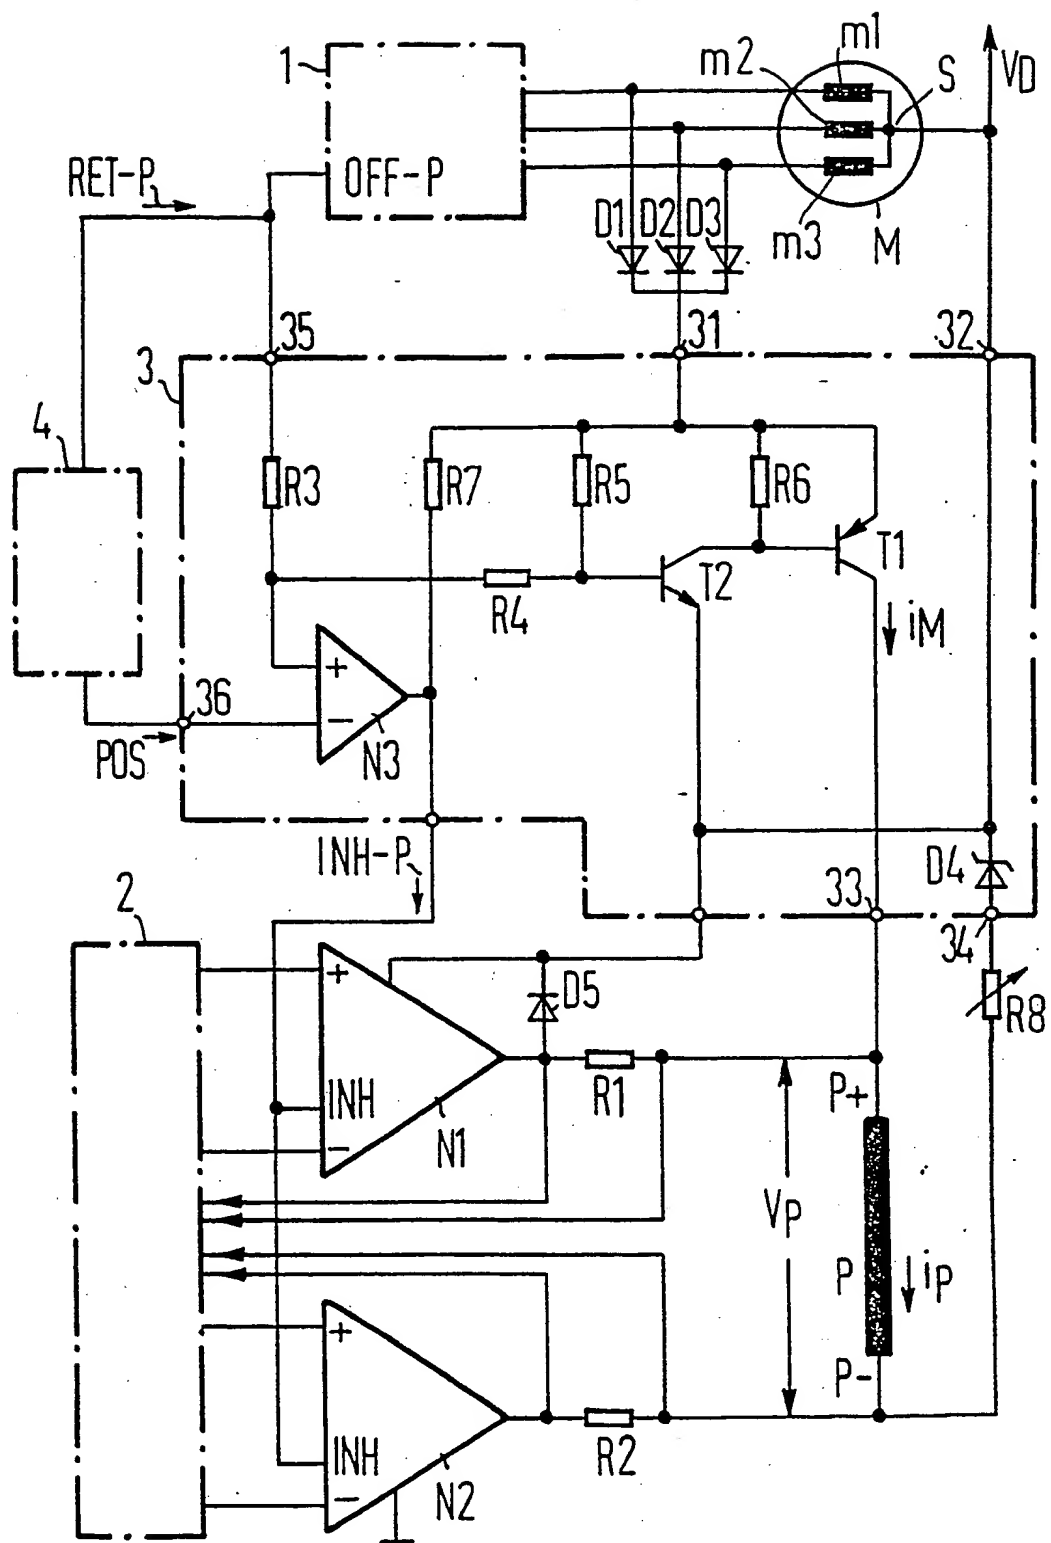 m1
1
m2
S
VD
RET-P
OFF-P
D1
D2
D3
m3
M
35
31
32
3
4
R3
R7
R5
R6
T1
T2
R4
iM
+
36
−
POS
N3
INH-P
D4
33
2
34
+
D5
R8
R1
P+
INH
N1
−
VP
P
iP
+
P−
INH
R2
−
N2